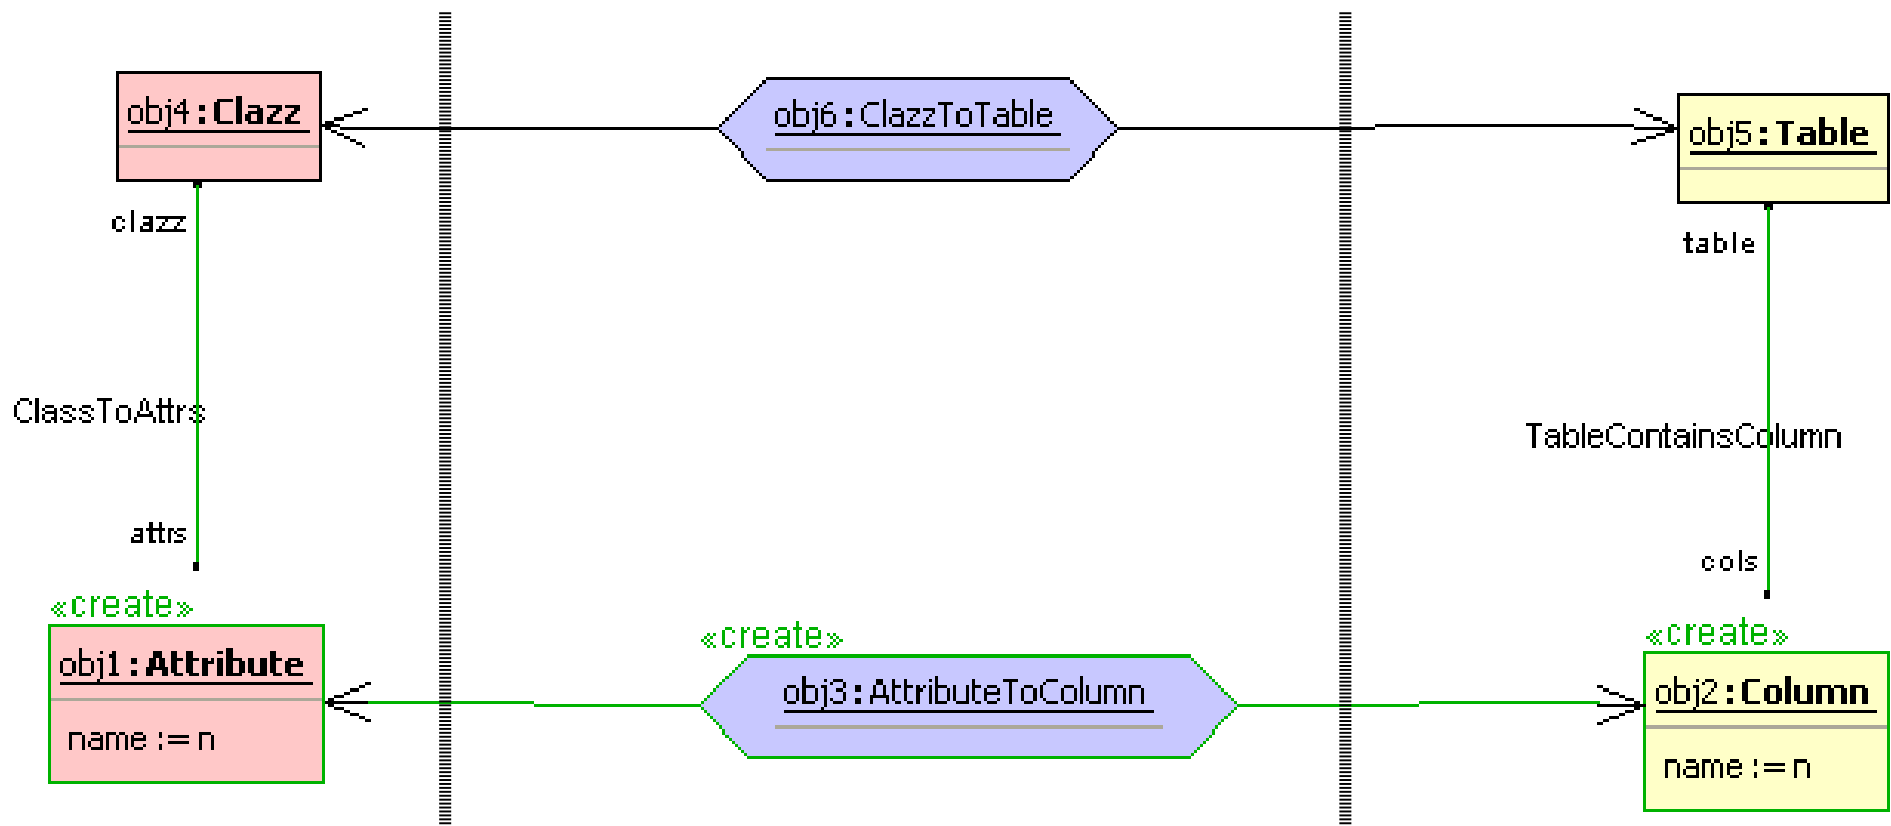 obj4:Clazz
obj6:ClazzToTable
obj5:Table
clazz
table
ClassToAttrs
TableContainsColumn
attrs
cols
«create»
«create»
«create»
obj1:Attribute
obj3:AttributeToColumn
obj2:Column
name := n
name := n